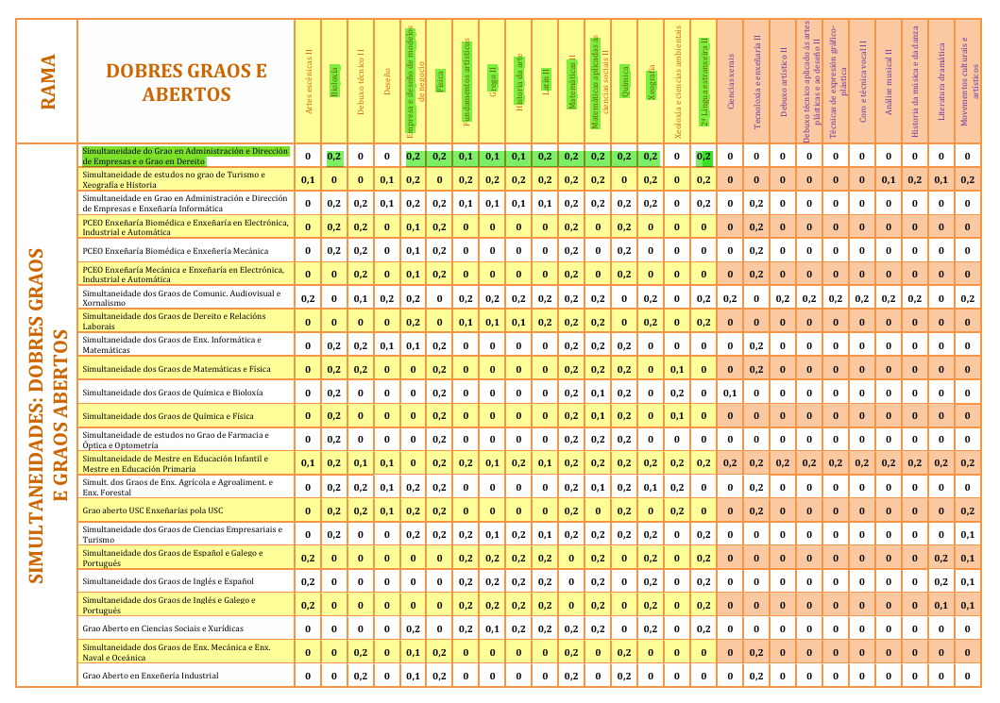 RAMA
DOBRES GRAOS E
ABERTOS
Artes escénicas II
Bioloxía
Debuxo técnico II
Deseño
Empresa e deseño de modelos
de negocio
Física
Fundamentos artísticos
Grego II
Historia da arte
Latín II
Matemáticas II
Matemáticas aplicadas ás
ciencias sociais II
Química
Xeografía
Xeoloxía e ciencias ambientais
2ª Lingua estranxeira II
Ciencias xerais
Tecnoloxía e enxeñaría II
Debuxo artístico II
Debuxo técnico aplicado ás artes
plásticas e ao deseño II
Técnicas de expresión gráfico-
plástica
Coro e técnica vocal II
Análise musical II
Historia da música e da danza
Literatura dramática
Movementos culturais e
artísticos
SIMULTANEIDADES: DOBRES GRAOS
E GRAOS ABERTOS
Simultaneidade do Grao en Administración e Dirección
de Empresas e o Grao en Dereito
0 0,2 0 0 0,2 0,2 0,1 0,1 0,1 0,1 0,2 0,2 0,2 0,2 0 0,2 0 0 0 0 0 0 0 0 0 0
Simultaneidade de estudos no grao de Turismo e
Xeografía e Historia
0,1 0 0 0,1 0,2 0 0,2 0,2 0,2 0,2 0,2 0,2 0 0,2 0 0,2 0 0 0 0 0 0 0,1 0,2 0,1 0,2
Simultaneidade en Grao en Administración e Dirección
de Empresas e Enxeñaría Informática
0 0,2 0,2 0,1 0,2 0,2 0,1 0,1 0,1 0,1 0,2 0,2 0,2 0,2 0 0,2 0 0,2 0 0 0 0 0 0 0 0
PCEO Enxeñaría Biomédica e Enxeñaría en Electrónica,
Industrial e Automática
0 0,2 0,2 0 0,1 0,2 0 0 0 0 0,2 0 0,2 0 0 0 0 0,2 0 0 0 0 0 0 0 0
PCEO Enxeñaría Biomédica e Enxeñería Mecánica
0 0,2 0,2 0 0,1 0,2 0 0 0 0 0,2 0 0,2 0 0 0 0 0,2 0 0 0 0 0 0 0 0
PCEO Enxeñaría Mecánica e Enxeñaría en Electrónica,
Industrial e Automática
0 0 0,2 0 0,1 0,2 0 0 0 0 0,2 0 0,2 0 0 0 0 0,2 0 0 0 0 0 0 0 0
Simultaneidade dos Graos de Comunic. Audiovisual e
Xornalismo
0,2 0 0,1 0,2 0,2 0 0,2 0,2 0,2 0,2 0,2 0,2 0 0,2 0 0,2 0,2 0 0,2 0,2 0,2 0,2 0,2 0,2 0 0,2
Simultaneidade dos Graos de Dereito e Relacións
Laborais
0 0 0 0 0,2 0 0,1 0,1 0,1 0,2 0,2 0,2 0 0,2 0 0,2 0 0 0 0 0 0 0 0 0 0
Simultaneidade dos Graos de Enx. Informática e
Matemáticas
0 0,2 0,2 0,1 0,1 0,2 0 0 0 0 0,2 0,2 0,2 0 0 0 0 0,2 0 0 0 0 0 0 0 0
Simultaneidade dos Graos de Matemáticas e Física
0 0,2 0,2 0 0 0,2 0 0 0 0 0,2 0,2 0,2 0 0,1 0 0 0,2 0 0 0 0 0 0 0 0
Simultaneidade dos Graos de Química e Bioloxía
0 0,2 0 0 0 0,2 0 0 0 0 0,2 0,1 0,2 0 0,2 0 0,1 0 0 0 0 0 0 0 0 0
Simultaneidade dos Graos de Química e Física
0 0,2 0 0 0 0,2 0 0 0 0 0,2 0,1 0,2 0 0,1 0 0 0 0 0 0 0 0 0 0 0
Simultaneidade de estudos no Grao de Farmacia e
Óptica e Optometría
0 0,2 0 0 0 0,2 0 0 0 0 0,2 0,2 0,2 0 0 0 0 0 0 0 0 0 0 0 0 0
Simultaneidade de Mestre en Educación Infantil e
Mestre en Educación Primaria
0,1 0,2 0,1 0,1 0 0,2 0,2 0,1 0,2 0,1 0,2 0,2 0,2 0,2 0,2 0,2 0,2 0,2 0,2 0,2 0,2 0,2 0,2 0,2 0,2 0,2
Simult. dos Graos de Enx. Agrícola e Agroaliment. e
Enx. Forestal
0 0,2 0,2 0,1 0,2 0,2 0 0 0 0 0,2 0,1 0,2 0,1 0,2 0 0 0,2 0 0 0 0 0 0 0 0
Grao aberto USC Enxeñarías pola USC
0 0,2 0,2 0,1 0,2 0,2 0 0 0 0 0,2 0,2 0,2 0,2 0,2 0 0 0,2 0 0 0 0 0 0 0 0,2
Simultaneidade dos Graos de Ciencias Empresariais e
Turismo
0 0,2 0 0 0,2 0,2 0,2 0,1 0,2 0,1 0,2 0,2 0,2 0,2 0 0,2 0 0 0 0 0 0 0 0 0 0,1
Simultaneidade dos Graos de Español e Galego e
Portugués
0,2 0 0 0 0 0 0,2 0,2 0,2 0,2 0 0,2 0 0,2 0 0,2 0 0 0 0 0 0 0 0 0,2 0,1
Simultaneidade dos Graos de Inglés e Español
0,2 0 0 0 0 0 0,2 0,2 0,2 0,2 0 0,2 0 0,2 0 0,2 0 0 0 0 0 0 0 0 0,2 0,1
Simultaneidade dos Graos de Inglés e Galego e
Portugués
0,2 0 0 0 0 0 0,2 0,2 0,2 0,2 0 0,2 0 0,2 0 0,2 0 0 0 0 0 0 0 0 0,1 0,1
Grao Aberto en Ciencias Sociais e Xurídicas
0 0 0 0 0,2 0 0,2 0,1 0,2 0,2 0,2 0,2 0 0,2 0 0,2 0 0 0 0 0 0 0 0 0 0
Simultaneidade dos Graos de Enx. Mecánica e Enx.
Naval e Oceánica
0 0 0,2 0 0,1 0,2 0 0 0 0 0,2 0 0,2 0 0 0 0 0,2 0 0 0 0 0 0 0 0
Grao Aberto en Enxeñería Industrial
0 0 0,2 0 0,1 0,2 0 0 0 0 0,2 0 0,2 0 0 0 0 0,2 0 0 0 0 0 0 0 0